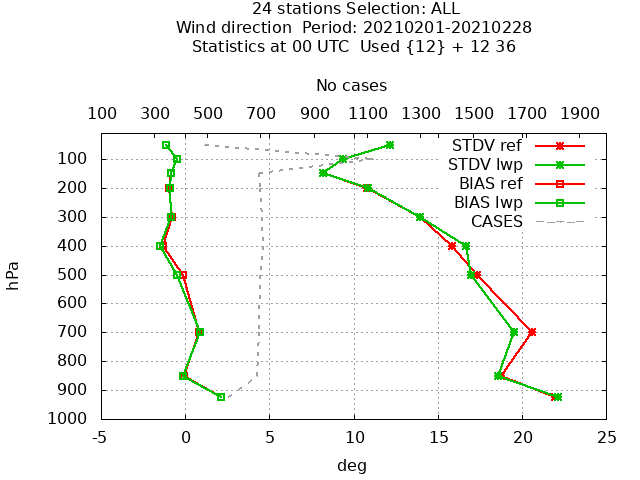 24 stations Selection: ALL
Wind direction  Period: 20210201-20210228
Statistics at 00 UTC  Used {12} + 12 36
No cases
100 300 500 700 900 1100 1300 1500 1700 1900
STDV ref
STDV lwp
BIAS ref
BIAS lwp
CASES
100
200
300
400
500
600
700
800
900
1000
hPa
-5 0 5 10 15 20 25
deg